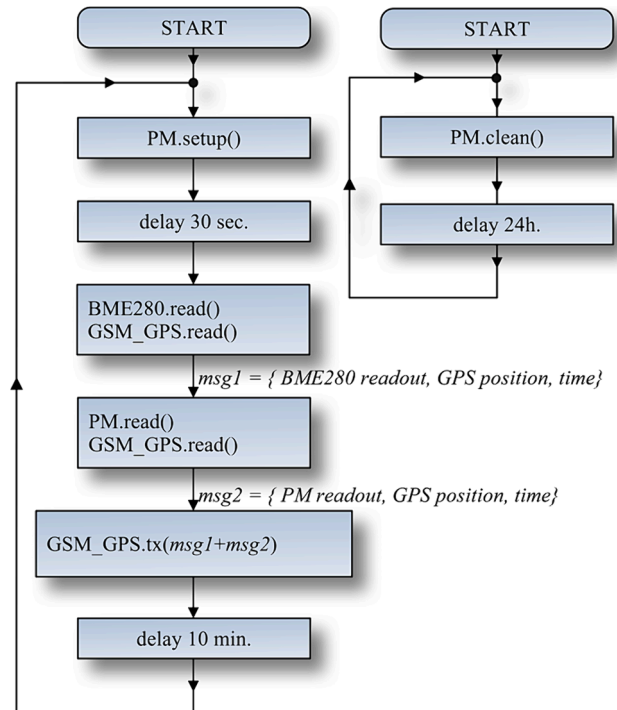 START
PM.setup()
delay 30 sec.
BME280.read()
GSM_GPS.read()
msg1 = { BME280 readout, GPS position, time}
PM.read()
GSM_GPS.read()
msg2 = { PM readout, GPS position, time}
GSM_GPS.tx(msg1+msg2)
delay 10 min.
START
PM.clean()
delay 24h.